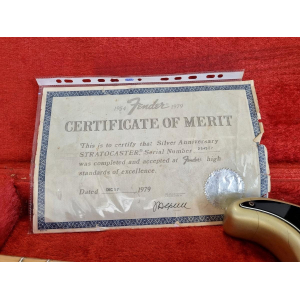 1954 Fender 1979
CERTIFICATE OF MERIT
This is to certify that Silver Anniversary
STRATOCASTER® Serial Number
was completed and accepted at Fender high
standards of excellence.
Dated 1979